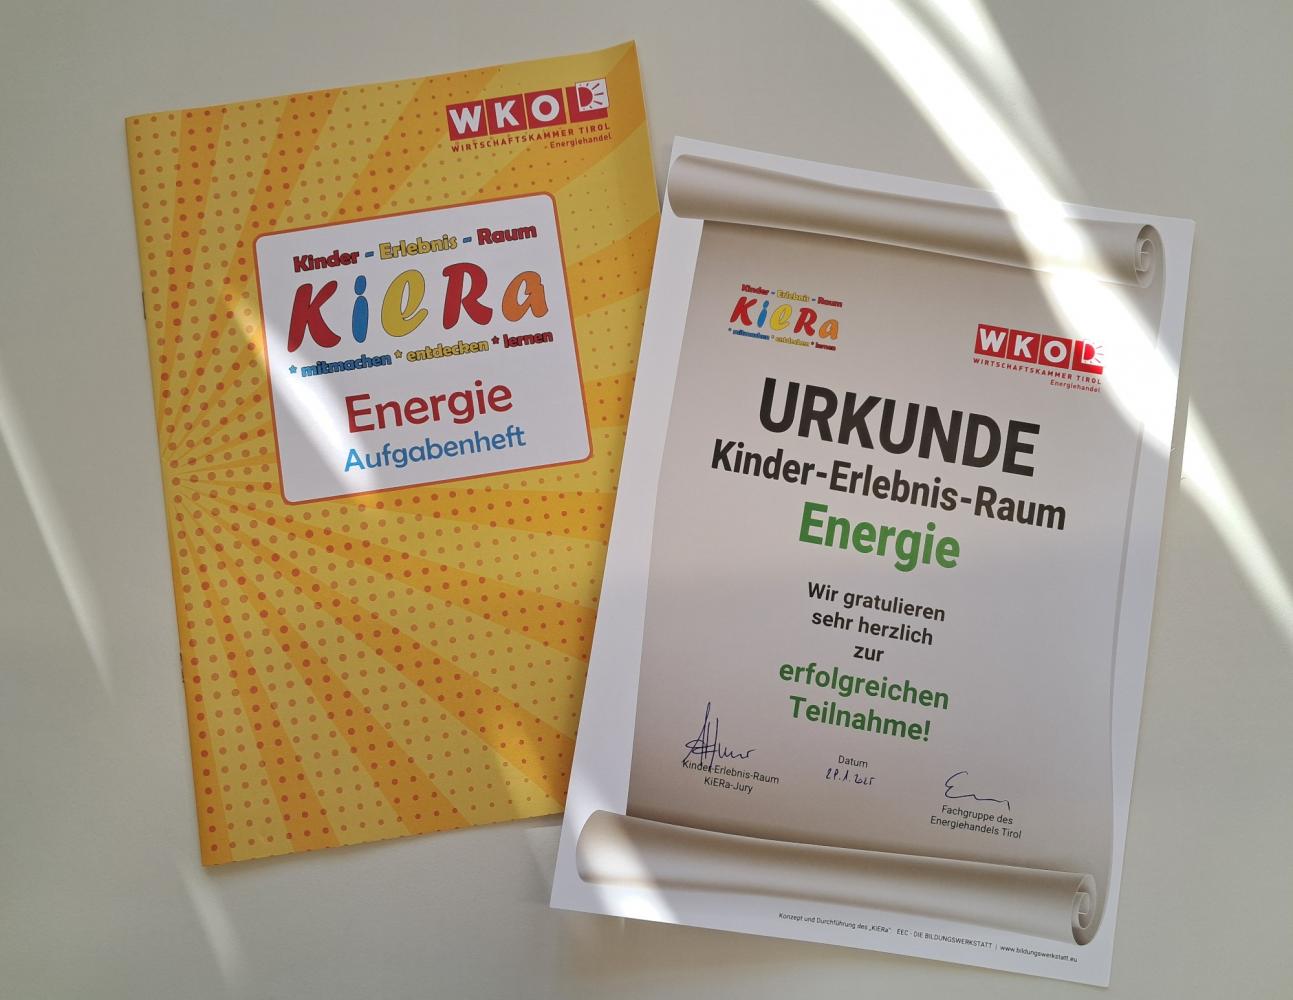 WKO
WIRTSCHAFTSKAMMER TIROL
Energiehandel
Kinder - Erlebnis - Raum
KiERa
* mitmachen * entdecken * lernen
Energie
Aufgabenheft
Kinder - Erlebnis - Raum
KiERa
* mitmachen * entdecken * lernen
WKO
WIRTSCHAFTSKAMMER TIROL
Energiehandel
URKUNDE
Kinder-Erlebnis-Raum
Energie
Wir gratulieren
sehr herzlich
zur
erfolgreichen
Teilnahme!
Kinder-Erlebnis-Raum
KiERa-Jury
Datum
29.1.2025
Fachgruppe des
Energiehandels Tirol
Konzept und Durchführung des „KiERa": EEC - DIE BILDUNGSWERKSTATT | www.bildungswerkstatt.eu